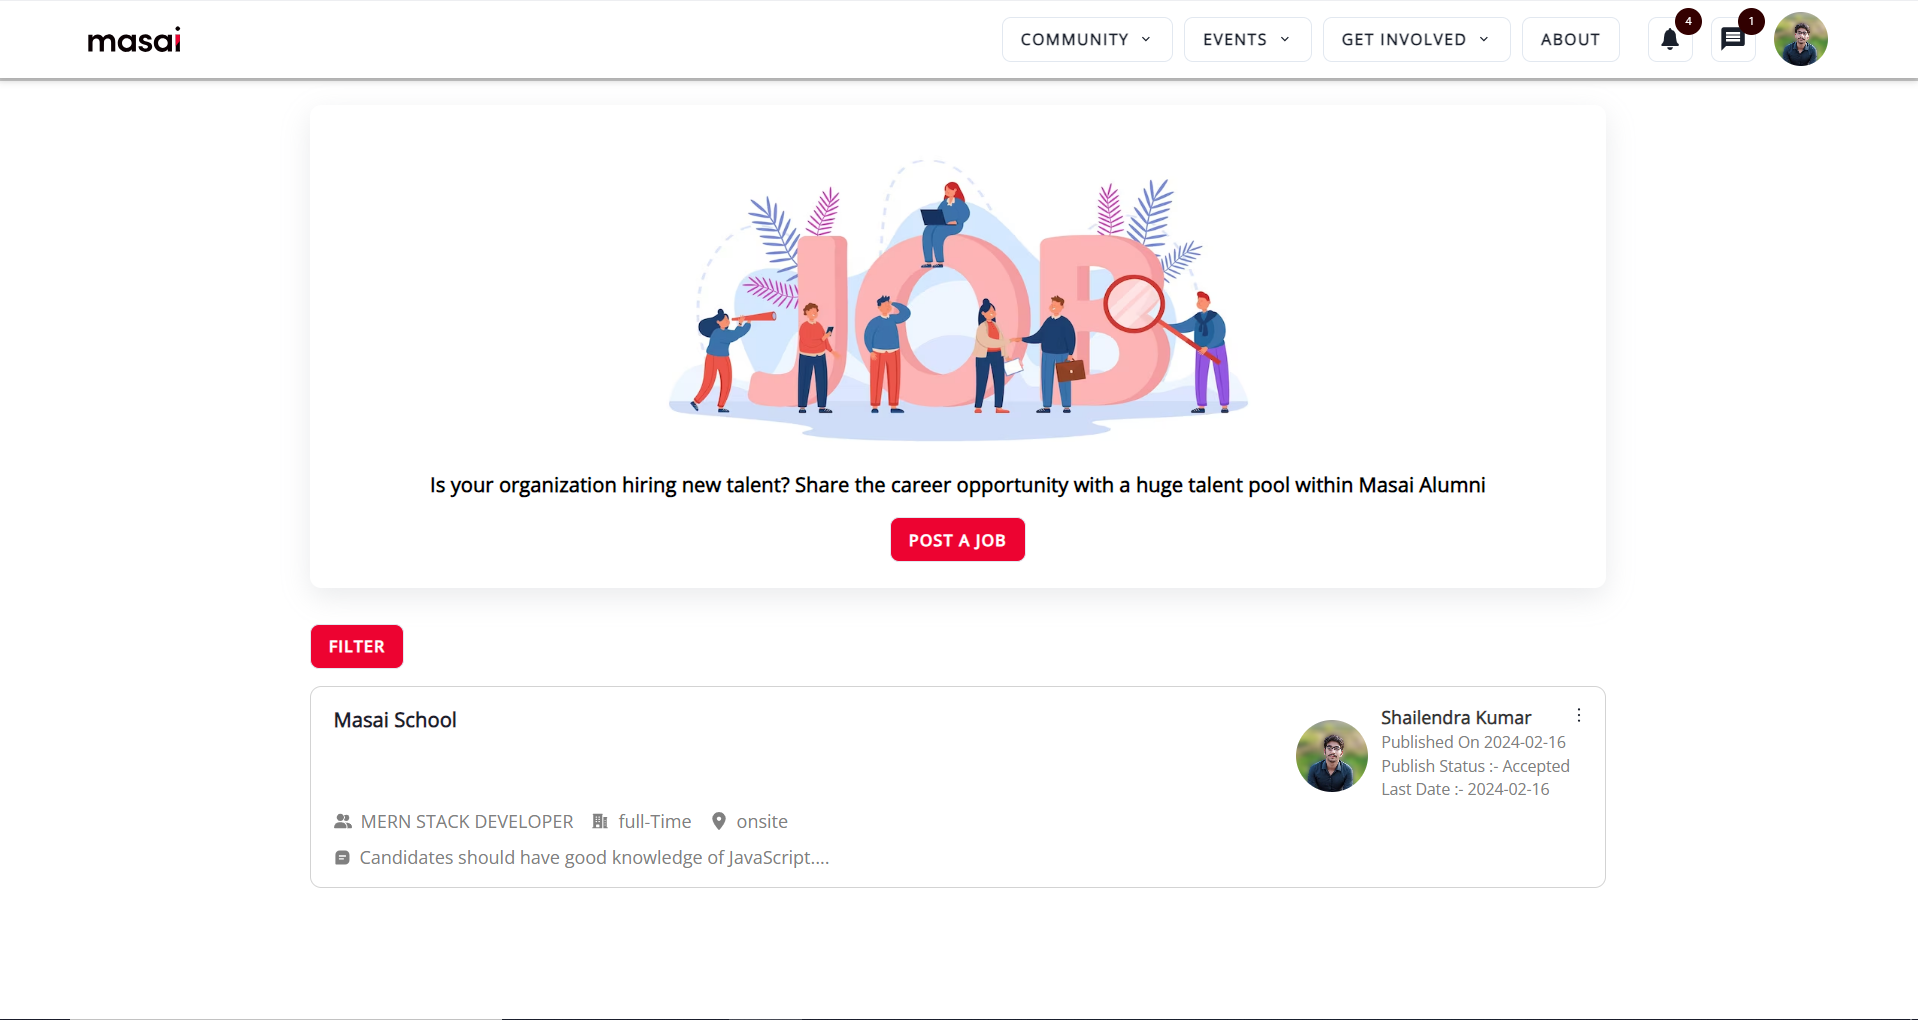 masai
COMMUNITY
EVENTS
GET INVOLVED
ABOUT
4
1
JOB
Is your organization hiring new talent? Share the career opportunity with a huge talent pool within Masai Alumni
POST A JOB
FILTER
Masai School
Shailendra Kumar
Published On 2024-02-16
Publish Status :- Accepted
Last Date :- 2024-02-16
MERN STACK DEVELOPER full-Time onsite
Candidates should have good knowledge of JavaScript....